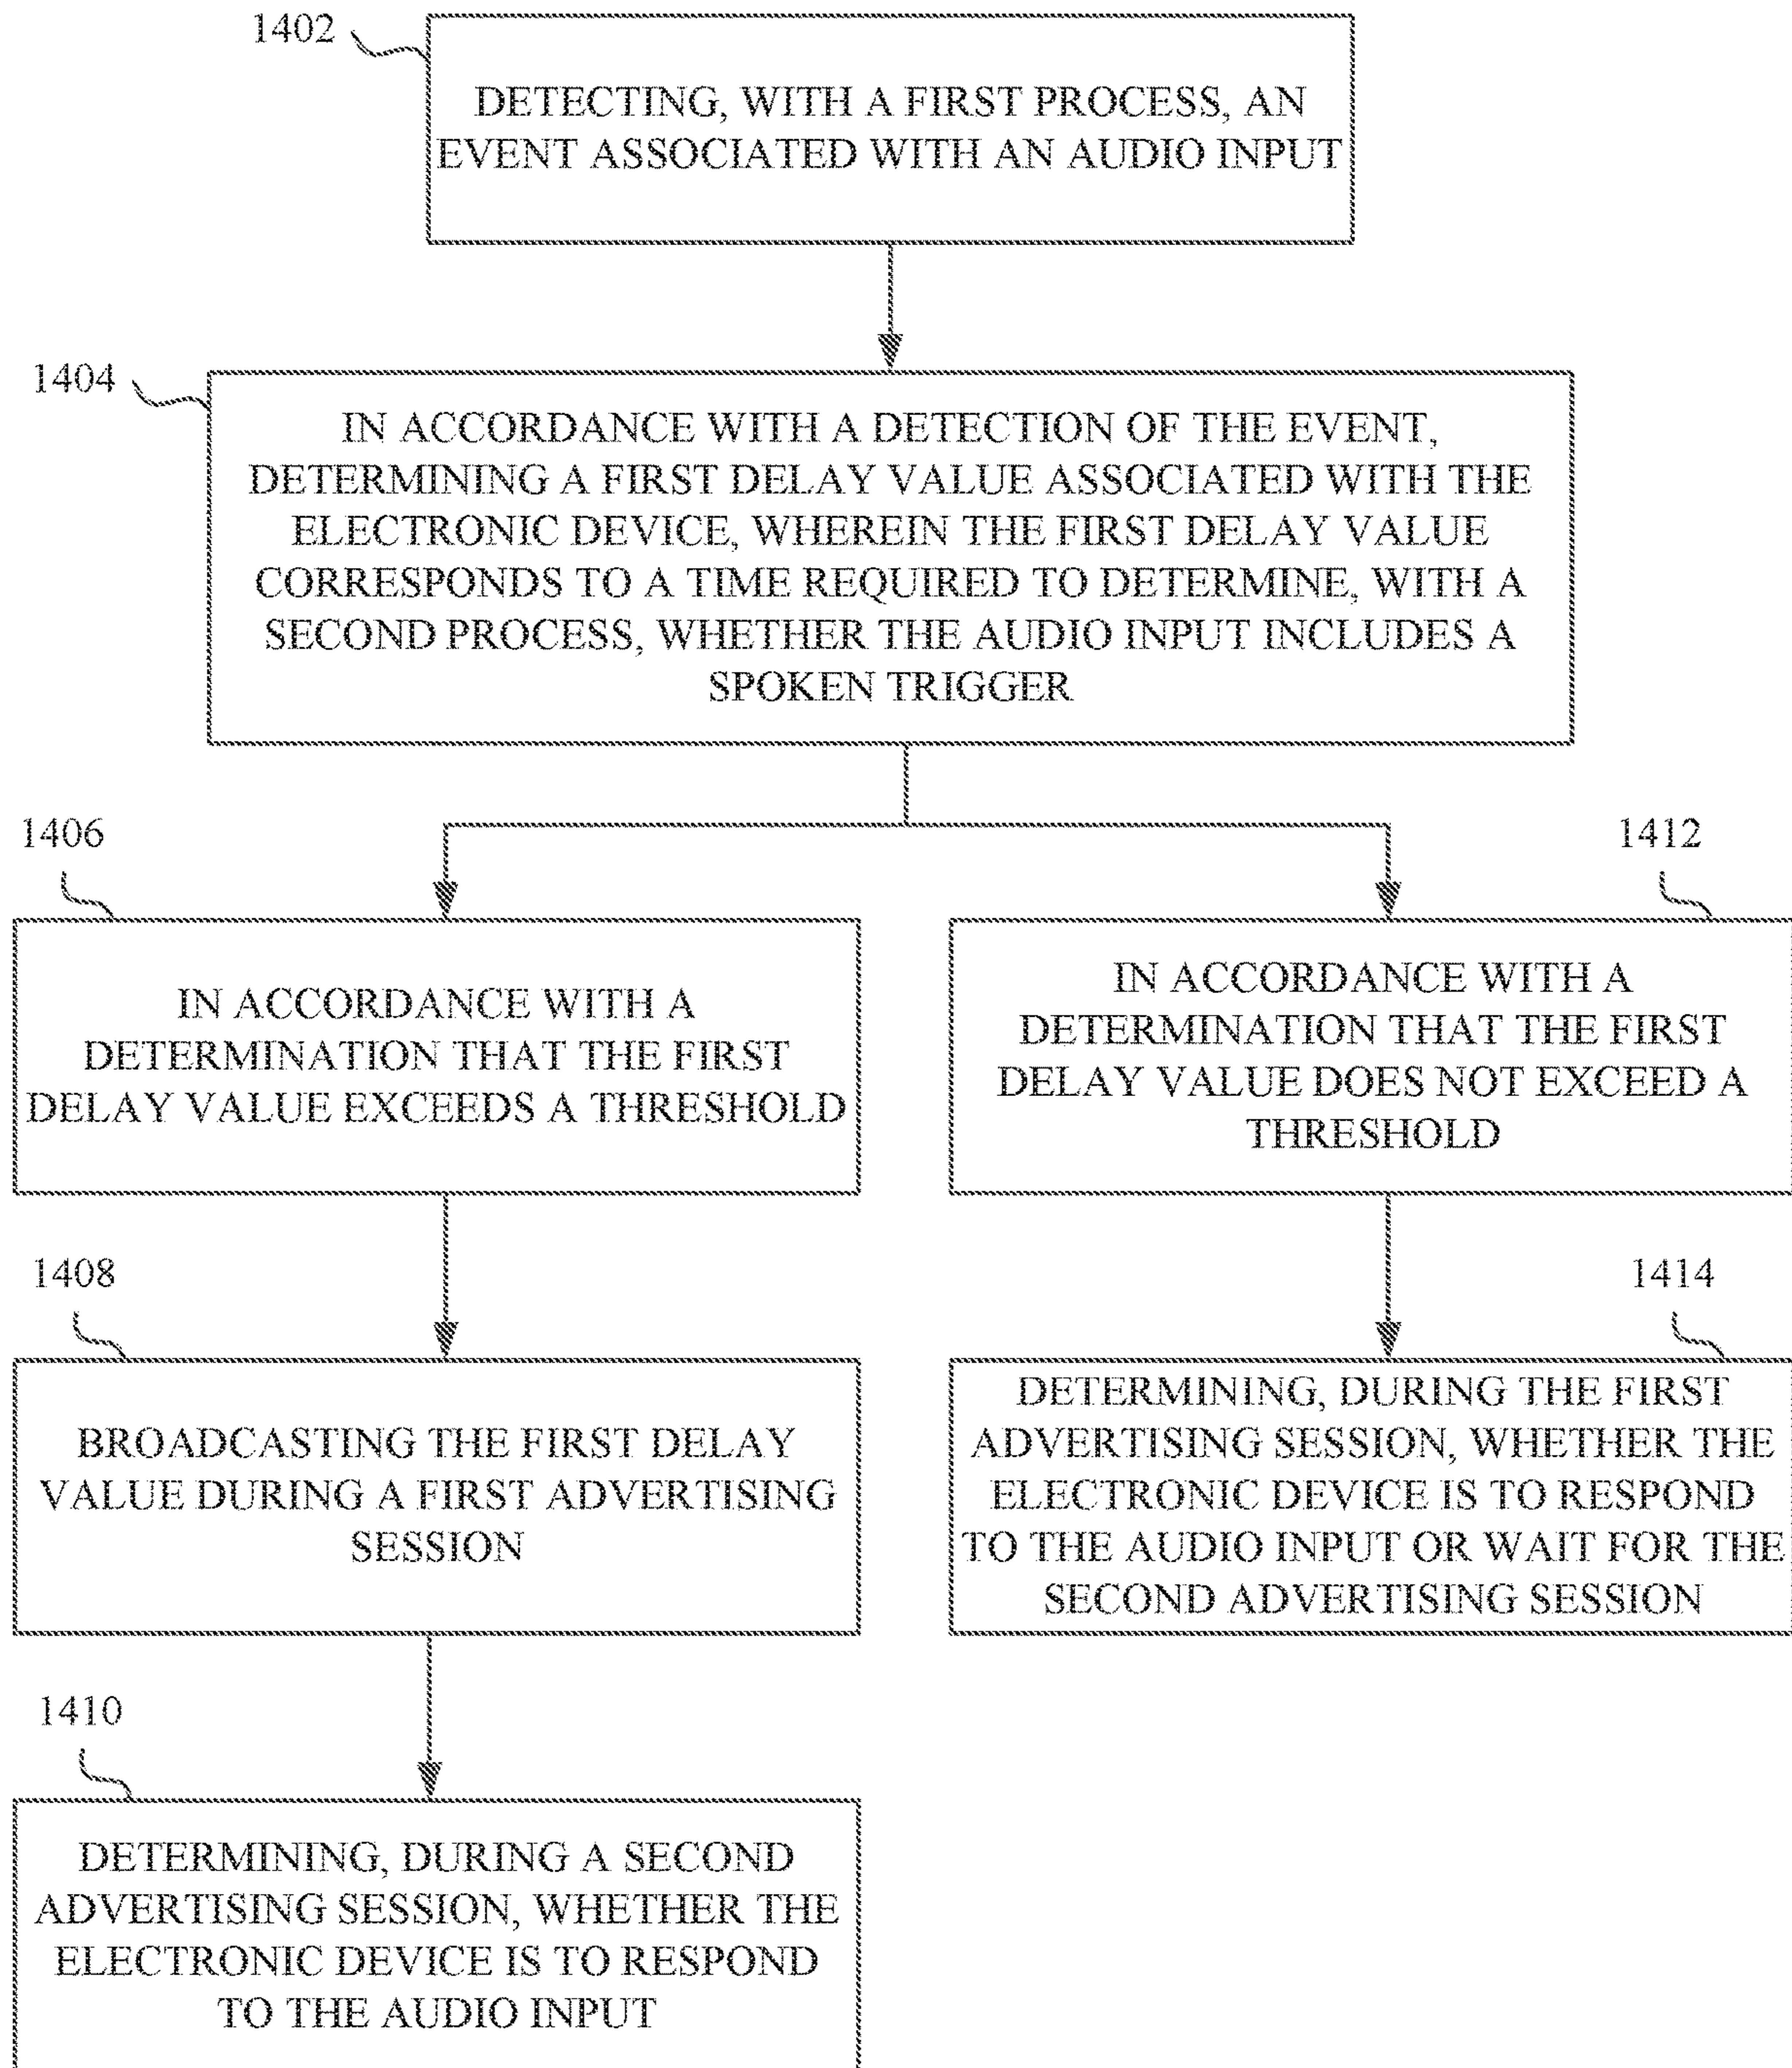 1402
DETECTING, WITH A FIRST PROCESS, AN
EVENT ASSOCIATED WITH AN AUDIO INPUT
1404
IN ACCORDANCE WITH A DETECTION OF THE EVENT,
DETERMINING A FIRST DELAY VALUE ASSOCIATED WITH THE
ELECTRONIC DEVICE, WHEREIN THE FIRST DELAY VALUE
CORRESPONDS TO A TIME REQUIRED TO DETERMINE, WITH A
SECOND PROCESS, WHETHER THE AUDIO INPUT INCLUDES A
SPOKEN TRIGGER
1406
IN ACCORDANCE WITH A
DETERMINATION THAT THE FIRST
DELAY VALUE EXCEEDS A THRESHOLD
1408
BROADCASTING THE FIRST DELAY
VALUE DURING A FIRST ADVERTISING
SESSION
1410
DETERMINING, DURING A SECOND
ADVERTISING SESSION, WHETHER THE
ELECTRONIC DEVICE IS TO RESPOND
TO THE AUDIO INPUT
1412
IN ACCORDANCE WITH A
DETERMINATION THAT THE FIRST
DELAY VALUE DOES NOT EXCEED A
THRESHOLD
1414
DETERMINING, DURING THE FIRST
ADVERTISING SESSION, WHETHER THE
ELECTRONIC DEVICE IS TO RESPOND
TO THE AUDIO INPUT OR WAIT FOR THE
SECOND ADVERTISING SESSION